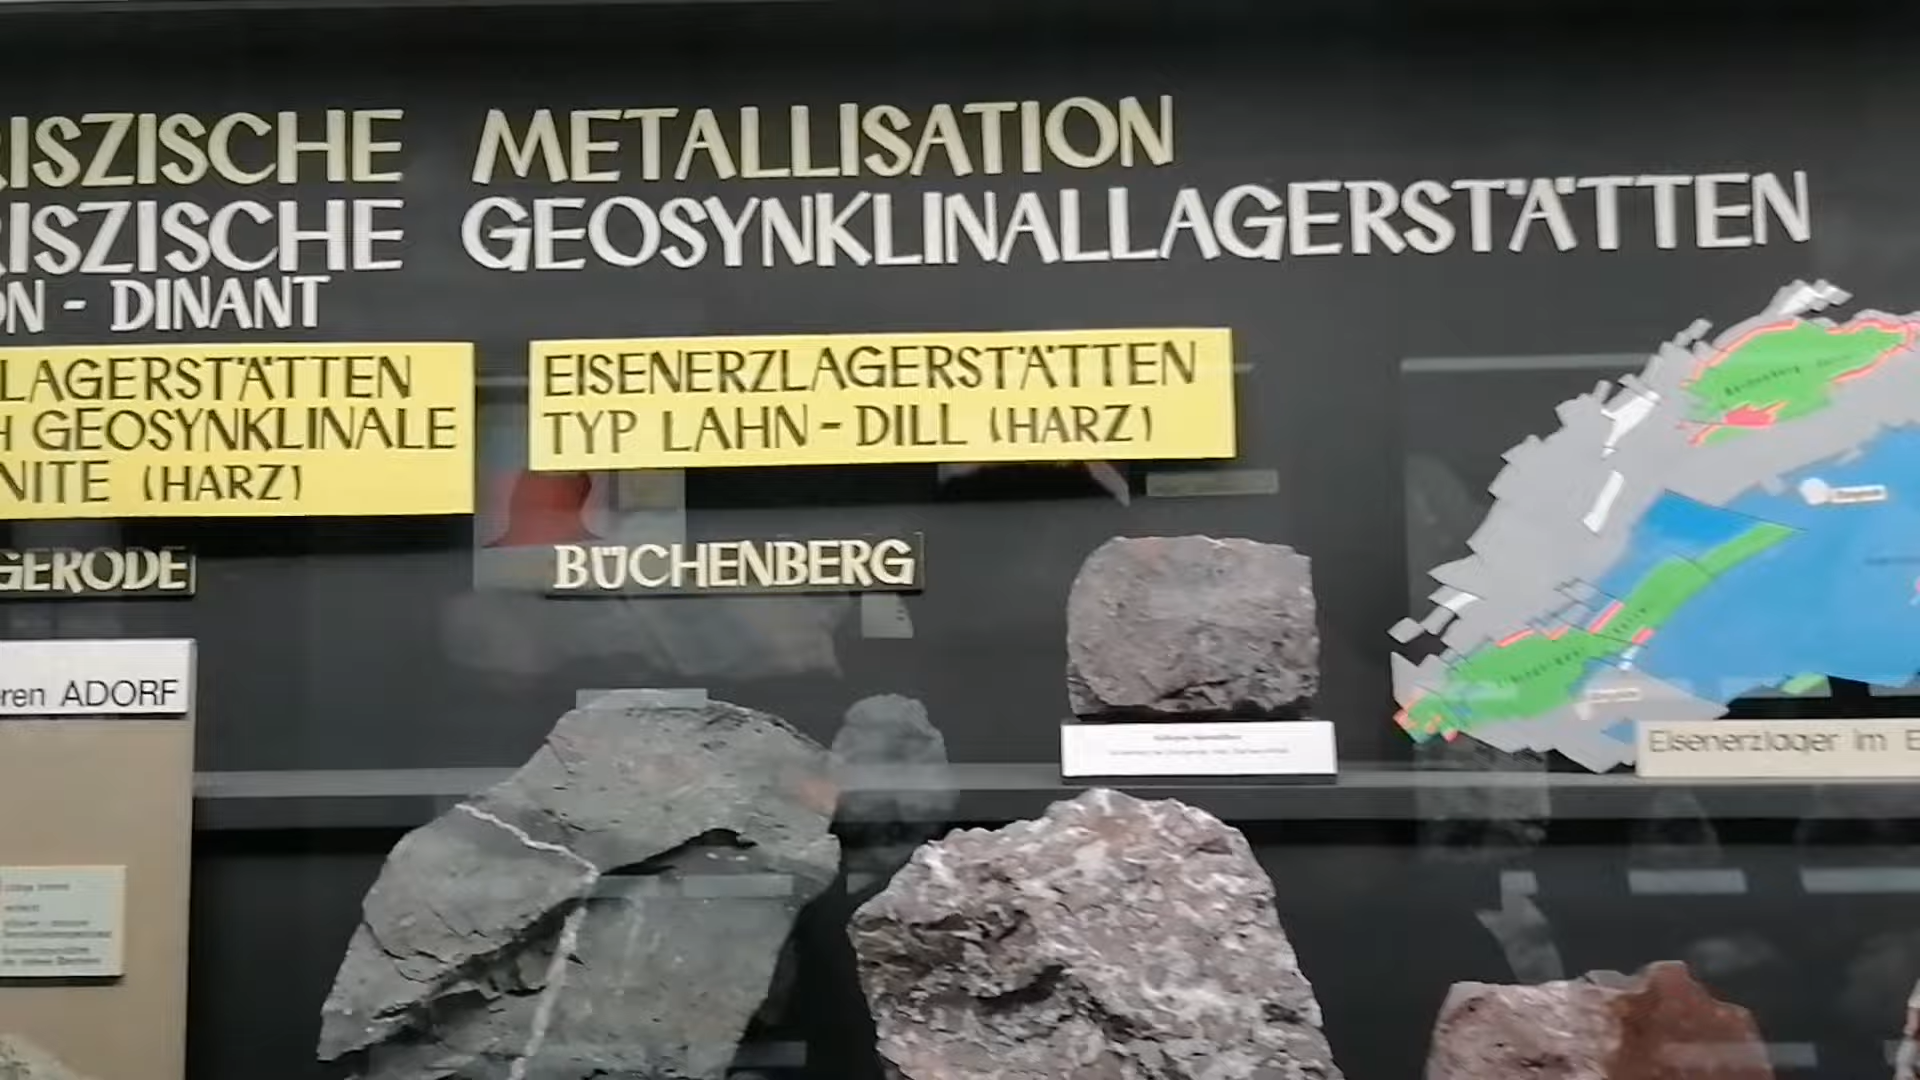 RISZISCHE METALLISATION
RISZISCHE GEOSYNKLINALLAGERSTÄTTEN
ON - DINANT
LAGERSTÄTTEN
H GEOSYNKLINALE
NITE (HARZ)
EISENERZLAGERSTÄTTEN
TYP LAHN-DILL (HARZ)
GERODE
BÜCHENBERG
eren ADORF
Eisenerzlager im E